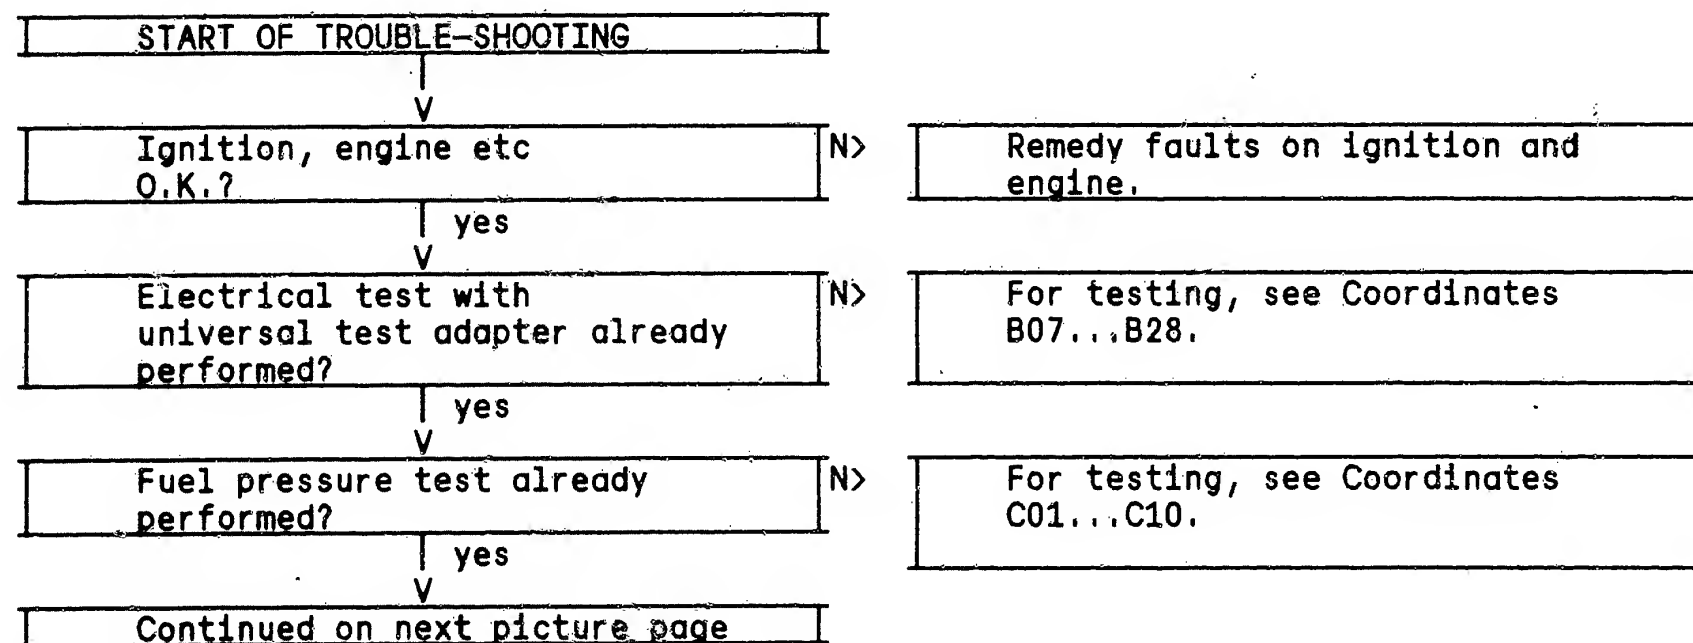 START OF TROUBLE-SHOOTING
V
Ignition, engine etc
O.K.?
N>
Remedy faults on ignition and
engine.
yes
V
Electrical test with
universal test adapter already
performed?
N>
For testing, see Coordinates
B07...B28.
yes
V
Fuel pressure test already
performed?
N>
For testing, see Coordinates
C01...C10.
yes
V
Continued on next picture page